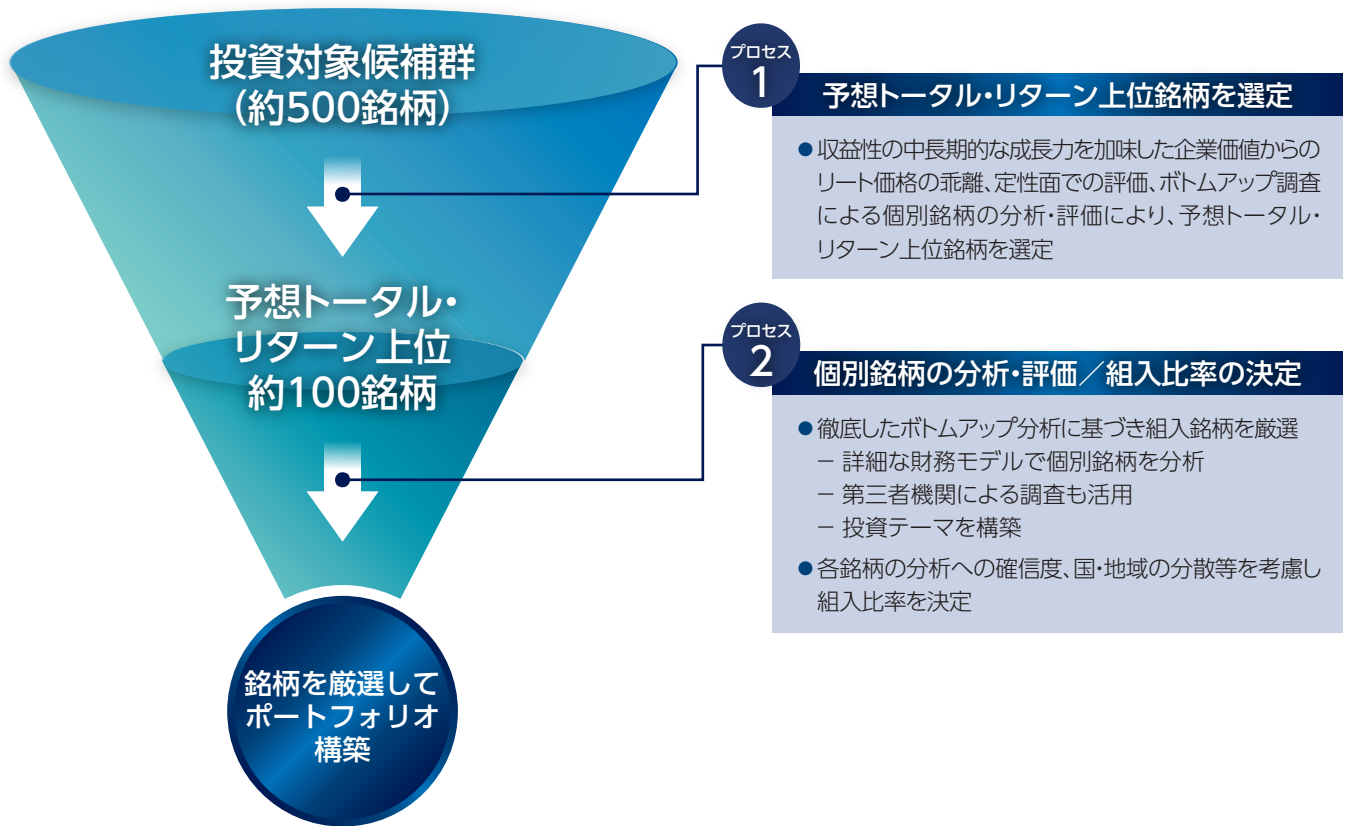 投資対象候補群
（約500銘柄）
プロセス
1
予想トータル・リターン上位銘柄を選定
●収益性の中長期的な成長力を加味した企業価値からの
リート価格の乖離、定性面での評価、ボトムアップ調査
による個別銘柄の分析・評価により、予想トータル・
リターン上位銘柄を選定
予想トータル・
リターン上位
約100銘柄
プロセス
2
個別銘柄の分析・評価／組入比率の決定
●徹底したボトムアップ分析に基づき組入銘柄を厳選
－ 詳細な財務モデルで個別銘柄を分析
－ 第三者機関による調査も活用
－ 投資テーマを構築
●各銘柄の分析への確信度、国・地域の分散等を考慮し
組入比率を決定
銘柄を厳選して
ポートフォリオ
構築